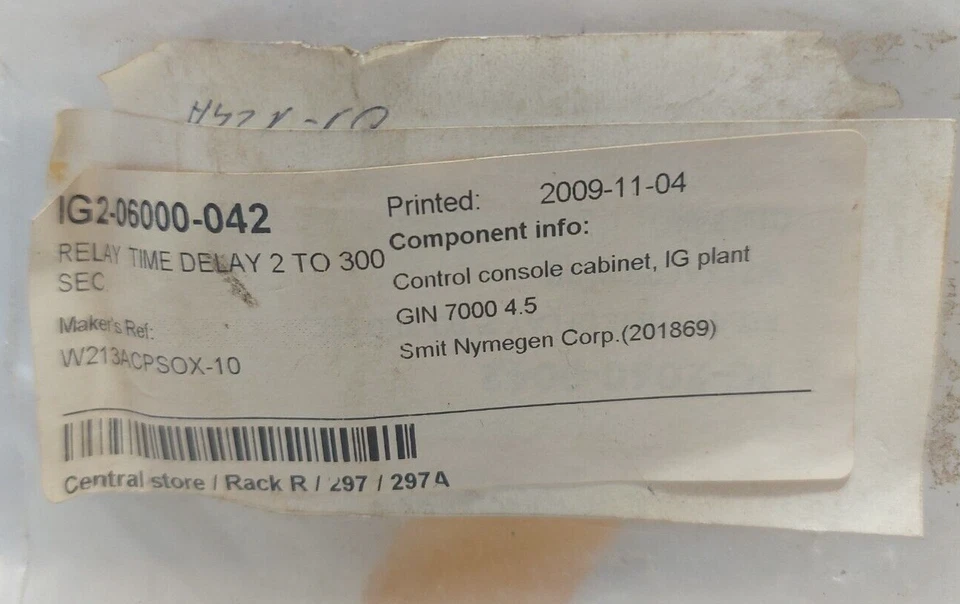 IG2-06000-042
RELAY TIME DELAY 2 TO 300
SEC
Maker's Ref:
W213ACPSOX-10
Printed: 2009-11-04
Component info:
Control console cabinet, IG plant
GIN 7000 4.5
Smit Nymegen Corp.(201869)
Central store / Rack R / 297 / 297A